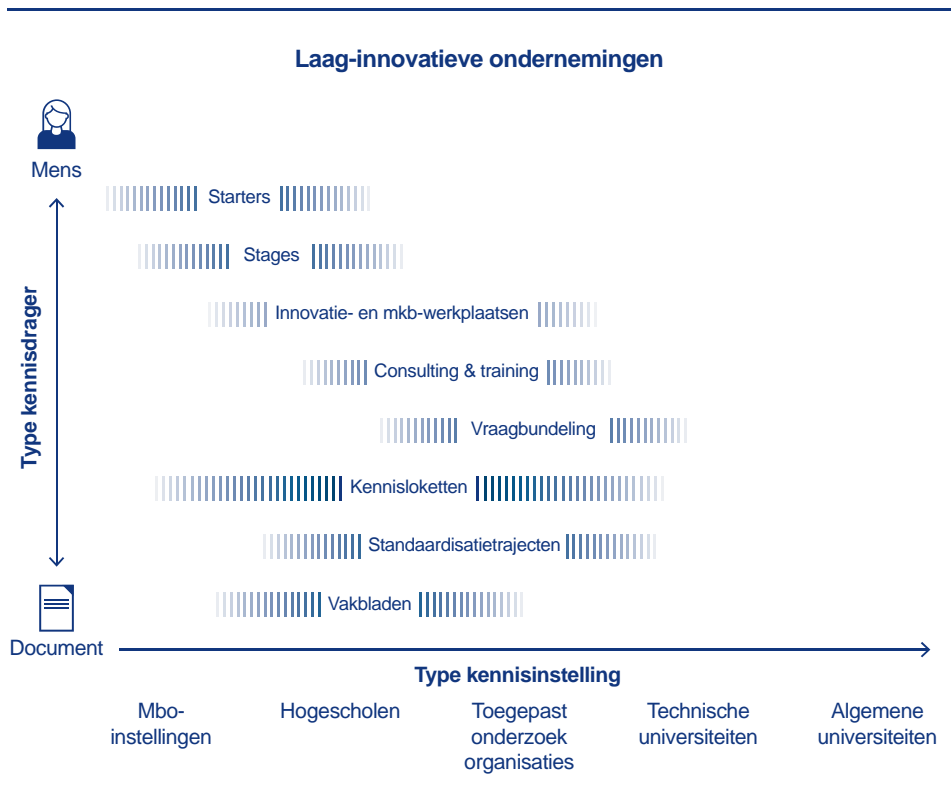 Laag-innovatieve ondernemingen
Mens
Starters
Stages
Type kennisdrager
Innovatie- en mkb-werkplaatsen
Consulting & training
Vraagbundeling
Kennisloketten
Standaardisatietrajecten
Vakbladen
Document
Type kennisinstelling
Mbo-
instellingen
Hogescholen
Toegepast
onderzoek
organisaties
Technische
universiteiten
Algemene
universiteiten